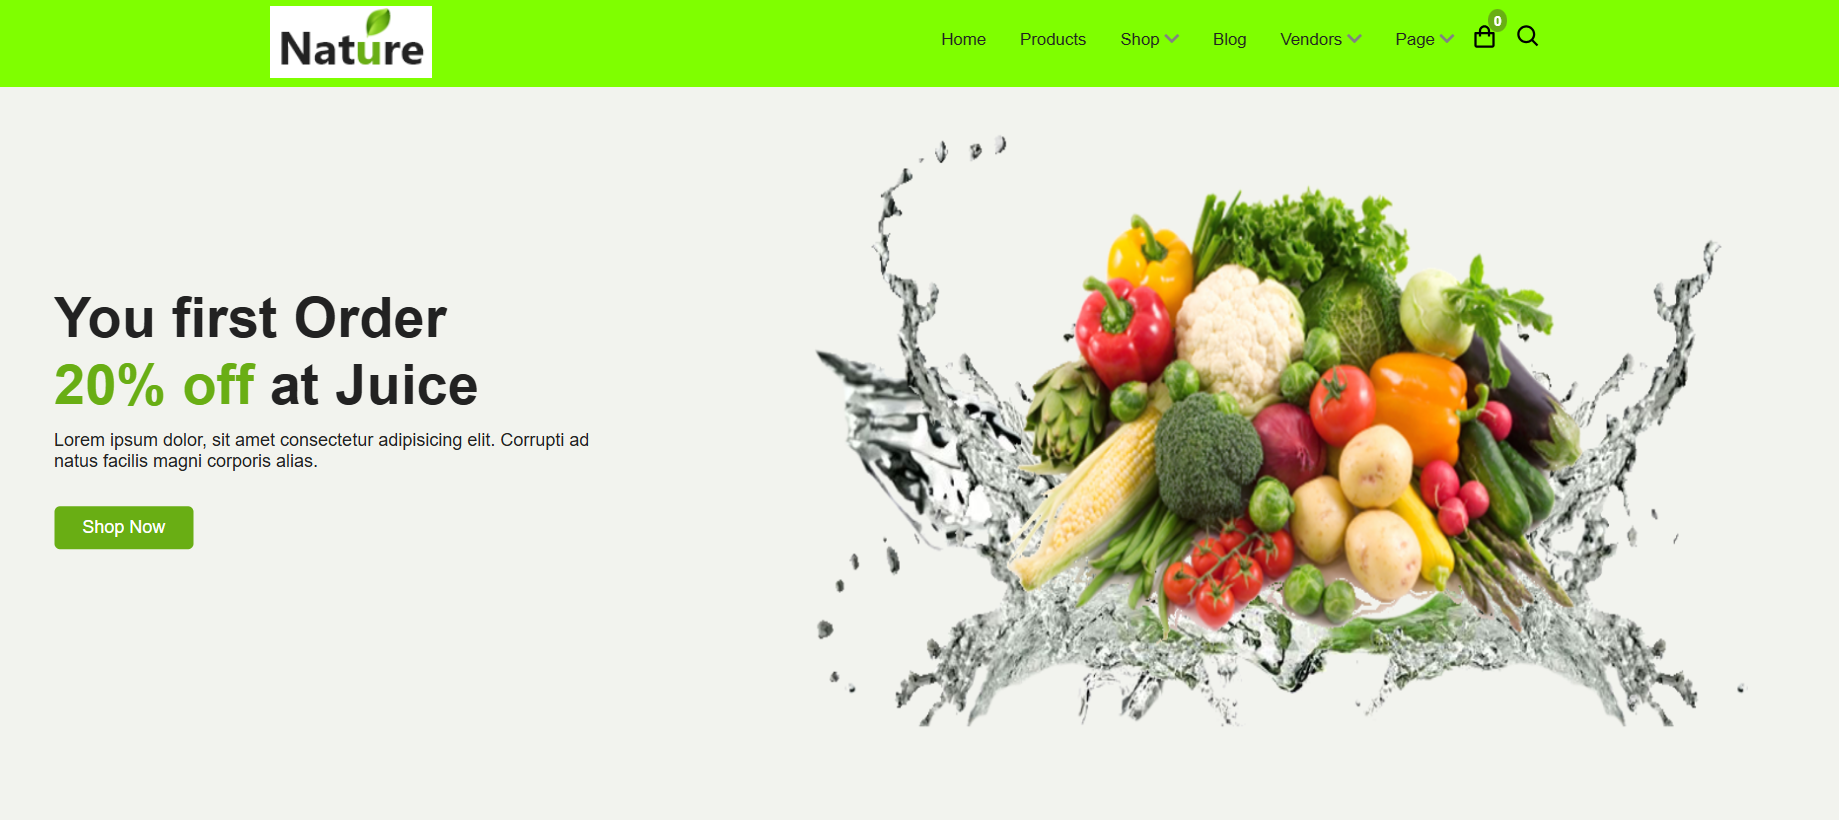 Nature
Home Products Shop Blog Vendors Page 0
You first Order
20% off at Juice
Lorem ipsum dolor, sit amet consectetur adipisicing elit. Corrupti ad
natus facilis magni corporis alias.
Shop Now